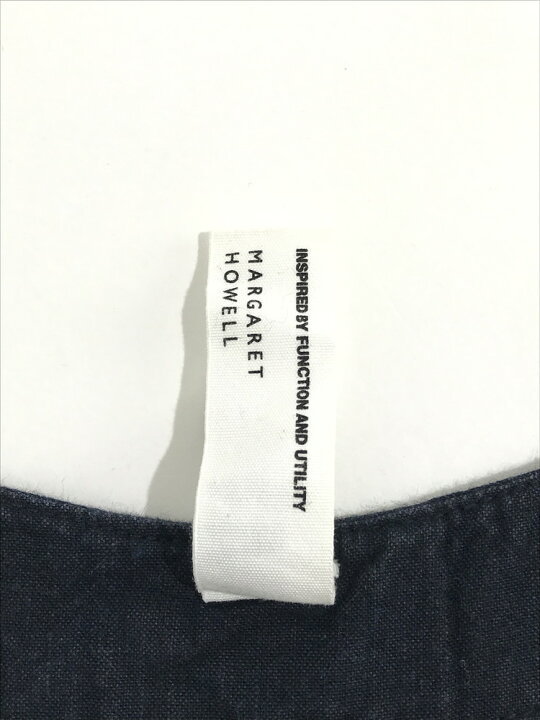 INSPIRED BY FUNCTION AND UTILITY
MARGARET
HOWELL